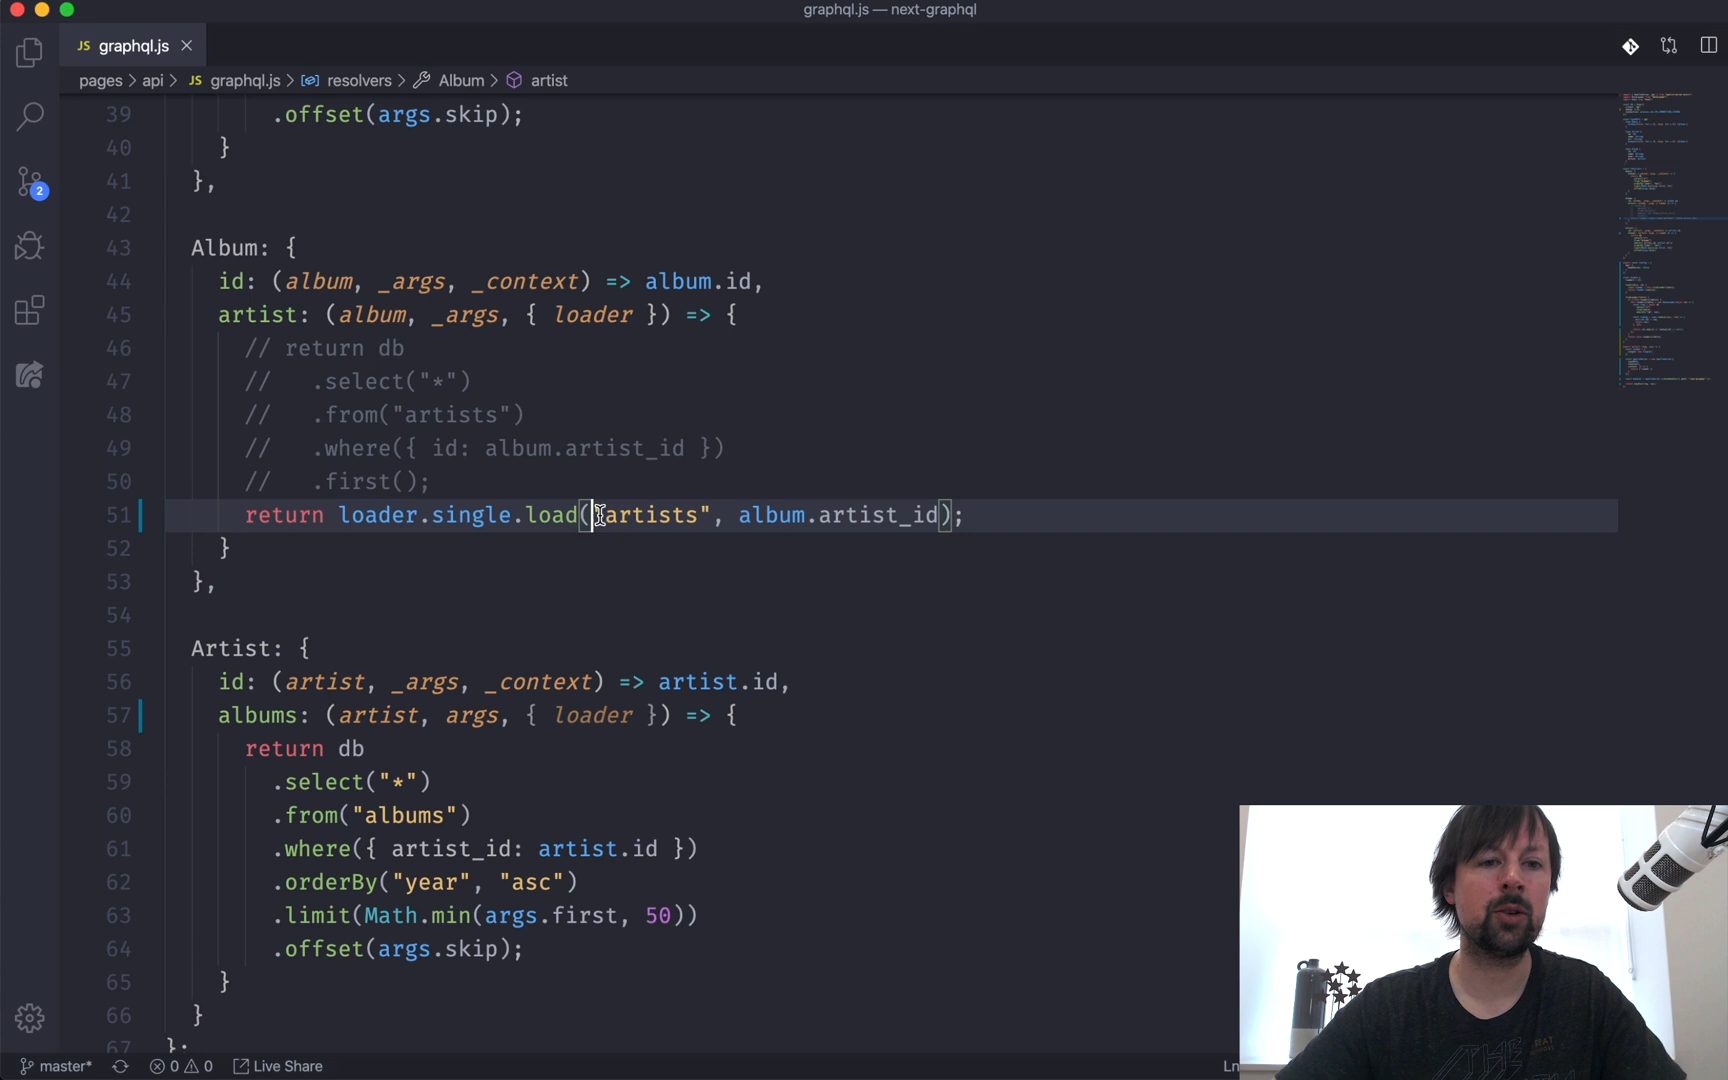 graphql.js — next-graphql
JS graphql.js
pages > api > JS graphql.js > resolvers > Album > artist
39 .offset(args.skip);
40 }
41 },
42
43 Album: {
44 id: (album, _args, _context) => album.id,
45 artist: (album, _args, { loader }) => {
46 // return db
47 // .select("*")
48 // .from("artists")
49 // .where({ id: album.artist_id })
50 // .first();
51 return loader.single.load("artists", album.artist_id);
52 }
53 },
54
55 Artist: {
56 id: (artist, _args, _context) => artist.id,
57 albums: (artist, args, { loader }) => {
58 return db
59 .select("*")
60 .from("albums")
61 .where({ artist_id: artist.id })
62 .orderBy("year", "asc")
63 .limit(Math.min(args.first, 50))
64 .offset(args.skip);
65 }
66 }
67 };
2
master* 0 0 Live Share Ln